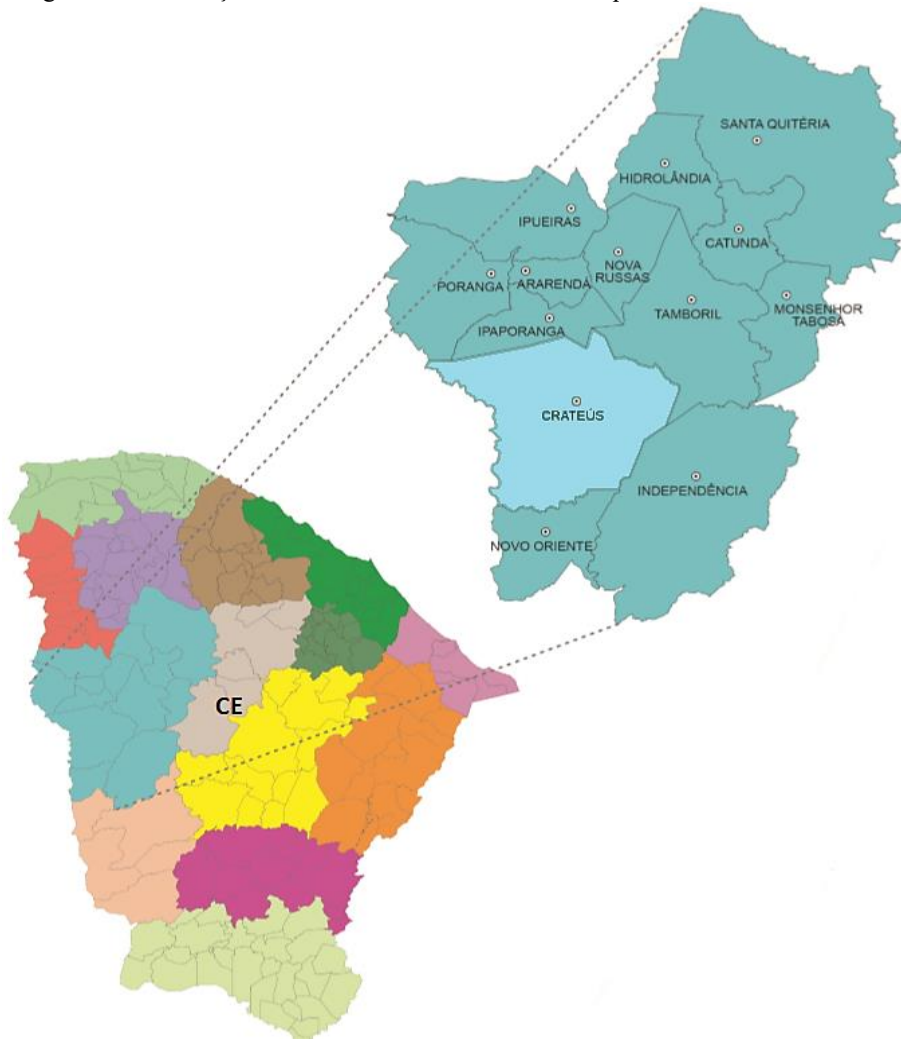 SANTA QUITÉRIA
HIDROLÂNDIA
IPUEIRAS
CATUNDA
NOVA
RUSSAS
PORANGA
ARARENDÁ
MONSENHOR
TABOSA
TAMBORIL
IPAPORANGA
CRATEÚS
INDEPENDÊNCIA
NOVO ORIENTE
CE